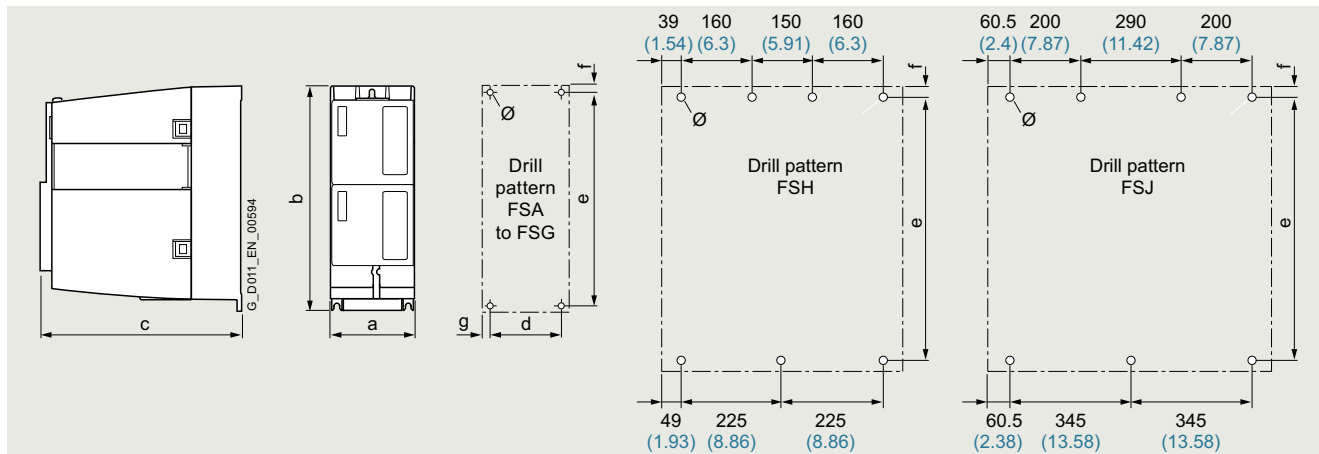 39 160 150 160
(1.54) (6.3) (5.91) (6.3)
60.5 200 290 200
(2.4) (7.87) (11.42) (7.87)
f
f
f
Ø
Ø
Ø
b
e
e
e
Drill
pattern
FSA
to FSG
Drill pattern
FSH
Drill pattern
FSJ
G_D011_EN_00594
c
a
g
d
49 225 225
(1.93) (8.86) (8.86)
60.5 345 345
(2.38) (13.58) (13.58)